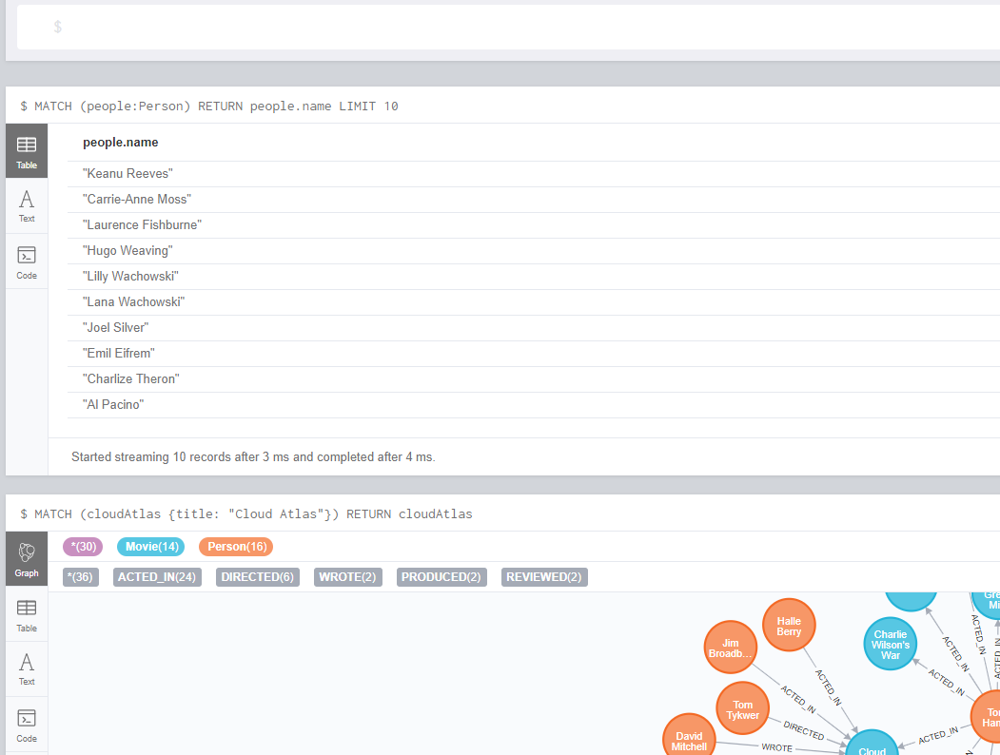 $
$ MATCH (people:Person) RETURN people.name LIMIT 10
Table
Text
Code
people.name
"Keanu Reeves"
"Carrie-Anne Moss"
"Laurence Fishburne"
"Hugo Weaving"
"Lilly Wachowski"
"Lana Wachowski"
"Joel Silver"
"Emil Eifrem"
"Charlize Theron"
"Al Pacino"
Started streaming 10 records after 3 ms and completed after 4 ms.
$ MATCH (cloudAtlas {title: "Cloud Atlas"}) RETURN cloudAtlas
Graph
Table
Text
Code
*(30) Movie(14) Person(16)
*(36) ACTED_IN(24) DIRECTED(6) WROTE(2) PRODUCED(2) REVIEWED(2)
Halle
Berry
Jim
Broadb...
Charlie
Wilson's
War
Tom
Tykwer
David
Mitchell
Cloud
ACTED_IN
ACTED_IN
DIRECTED
WROTE
ACTED_IN
ACTED_IN
ACTED_IN
ACTED_IN
ACTED_IN